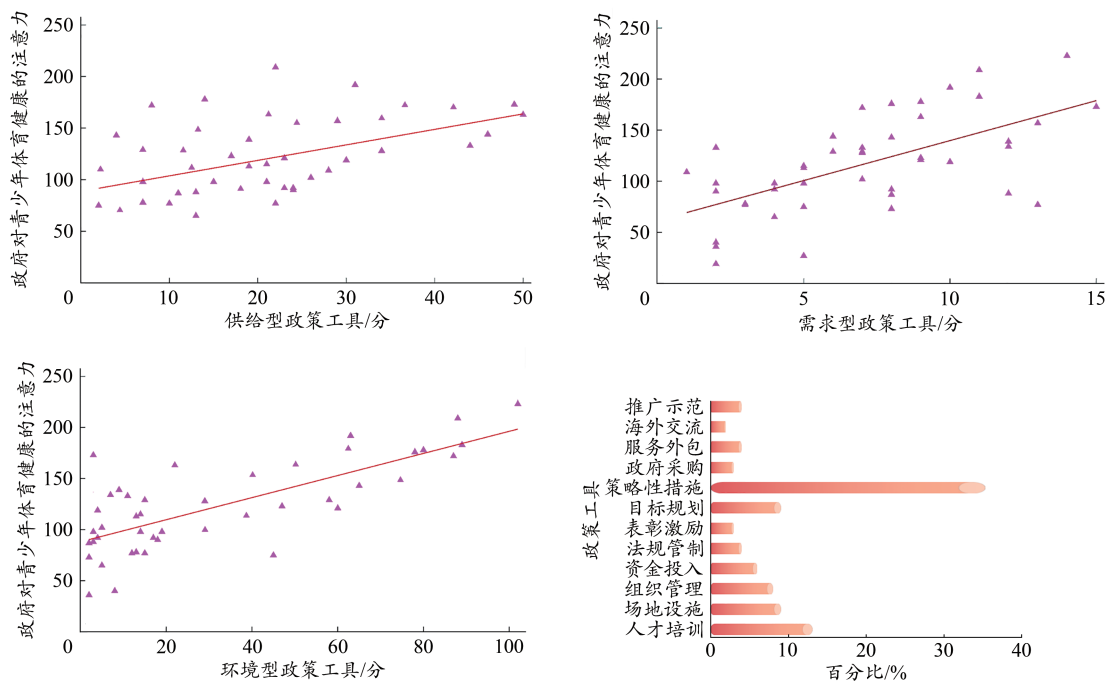 政府对青少年体育健康的注意力
250
200
150
100
50
0
10
20
30
40
50
供给型政策工具/分
政府对青少年体育健康的注意力
250
200
150
100
50
0
5
10
15
需求型政策工具/分
政府对青少年体育健康的注意力
250
200
150
100
50
0
20
40
60
80
100
环境型政策工具/分
政策工具
推广示范
海外交流
服务外包
政府采购
策略性措施
目标规划
表彰激励
法规管制
资金投入
组织管理
场地设施
人才培训
0
10
20
30
40
百分比/%